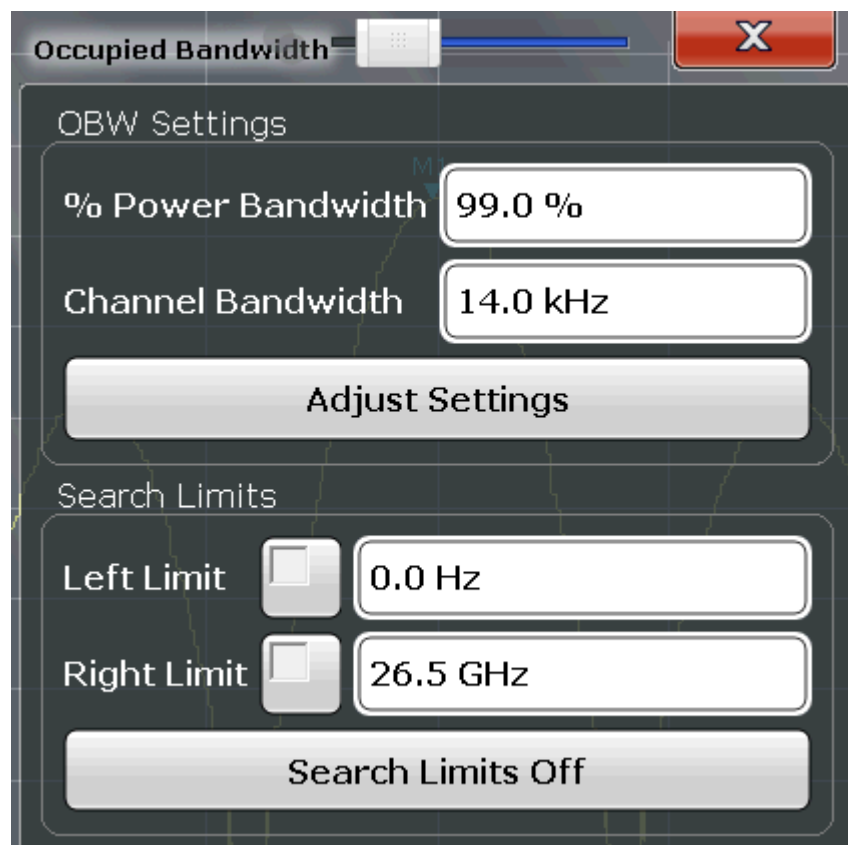 Occupied Bandwidth X
OBW Settings
M1
% Power Bandwidth 99.0 %
Channel Bandwidth 14.0 kHz
Adjust Settings
Search Limits
Left Limit 0.0 Hz
Right Limit 26.5 GHz
Search Limits Off